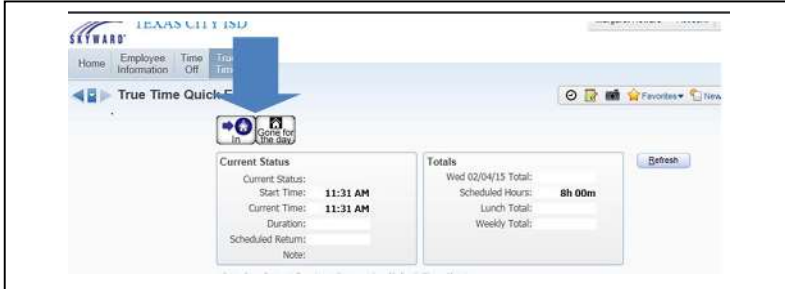 TEXAS CITY ISD
SKYWARD
Home Employee Information Time Off
True Time Quick
Favorites New
In Gone for the day
Current Status
Current Status:
Start Time: 11:31 AM
Current Time: 11:31 AM
Duration:
Scheduled Return:
Note:
Totals
Wed 02/04/15 Total:
Scheduled Hours: 8h 00m
Lunch Total:
Weekly Total:
Refresh